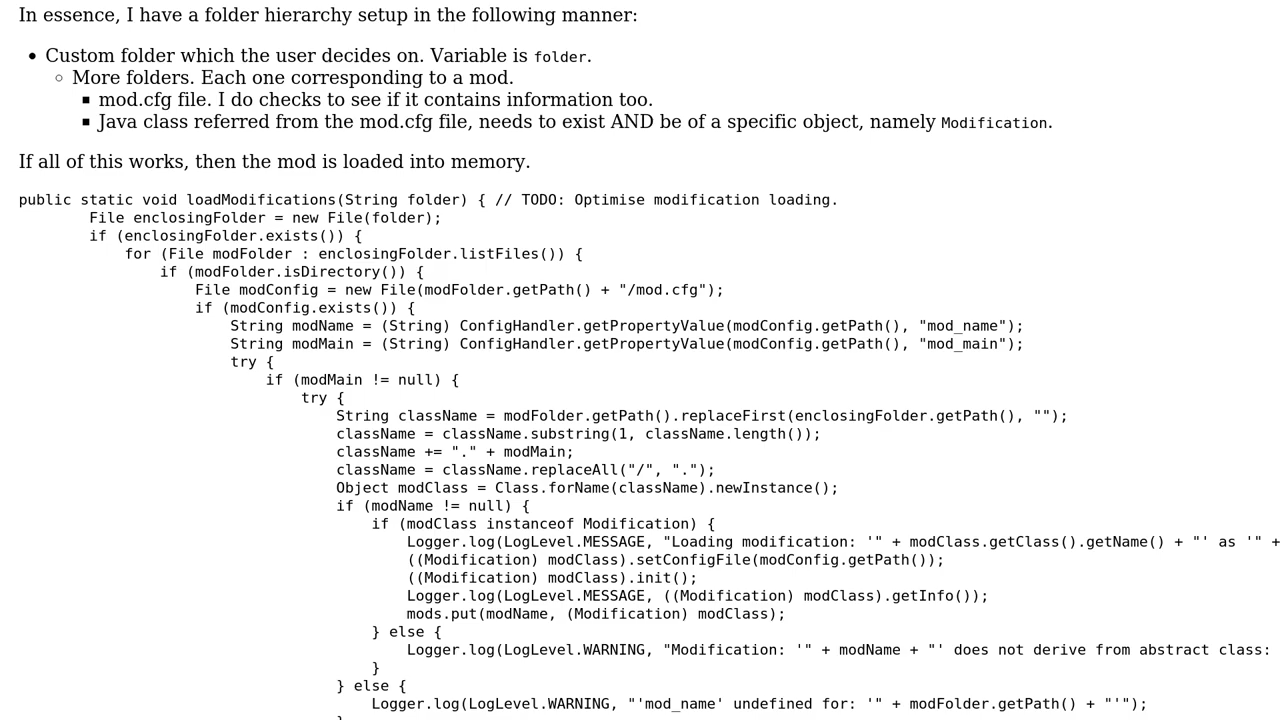 In essence, I have a folder hierarchy setup in the following manner:
• Custom folder which the user decides on. Variable is folder.
◦ More folders. Each one corresponding to a mod.
▪ mod.cfg file. I do checks to see if it contains information too.
▪ Java class referred from the mod.cfg file, needs to exist AND be of a specific object, namely Modification.
If all of this works, then the mod is loaded into memory.
public static void loadModifications(String folder) { // TODO: Optimise modification loading.
        File enclosingFolder = new File(folder);
        if (enclosingFolder.exists()) {
            for (File modFolder : enclosingFolder.listFiles()) {
                if (modFolder.isDirectory()) {
                    File modConfig = new File(modFolder.getPath() + "/mod.cfg");
                    if (modConfig.exists()) {
                        String modName = (String) ConfigHandler.getPropertyValue(modConfig.getPath(), "mod_name");
                        String modMain = (String) ConfigHandler.getPropertyValue(modConfig.getPath(), "mod_main");
                        try {
                            if (modMain != null) {
                                try {
                                    String className = modFolder.getPath().replaceFirst(enclosingFolder.getPath(), "");
                                    className = className.substring(1, className.length());
                                    className += "." + modMain;
                                    className = className.replaceAll("/", ".");
                                    Object modClass = Class.forName(className).newInstance();
                                    if (modName != null) {
                                        if (modClass instanceof Modification) {
                                            Logger.log(LogLevel.MESSAGE, "Loading modification: '" + modClass.getClass().getName() + "' as '" +
                                            ((Modification) modClass).setConfigFile(modConfig.getPath());
                                            ((Modification) modClass).init();
                                            Logger.log(LogLevel.MESSAGE, ((Modification) modClass).getInfo());
                                            mods.put(modName, (Modification) modClass);
                                        } else {
                                            Logger.log(LogLevel.WARNING, "Modification: '" + modName + "' does not derive from abstract class:
                                        }
                                    } else {
                                        Logger.log(LogLevel.WARNING, "'mod_name' undefined for: '" + modFolder.getPath() + "'");